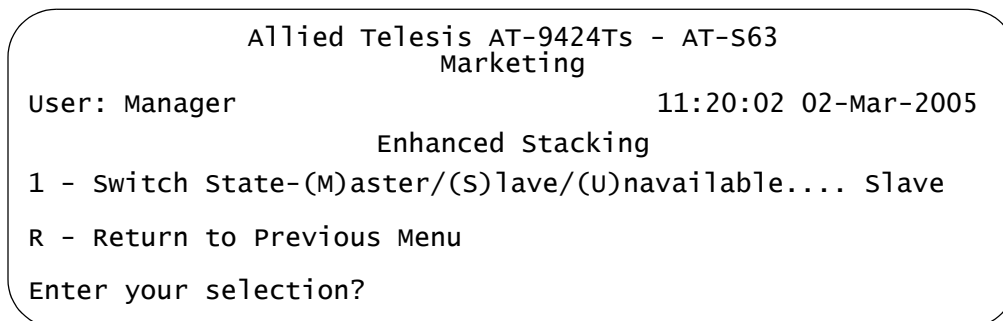 Allied Telesis AT-9424Ts - AT-S63
Marketing
User: Manager 11:20:02 02-Mar-2005
Enhanced Stacking
1 - Switch State-(M)aster/(S)lave/(U)navailable.... Slave
R - Return to Previous Menu
Enter your selection?